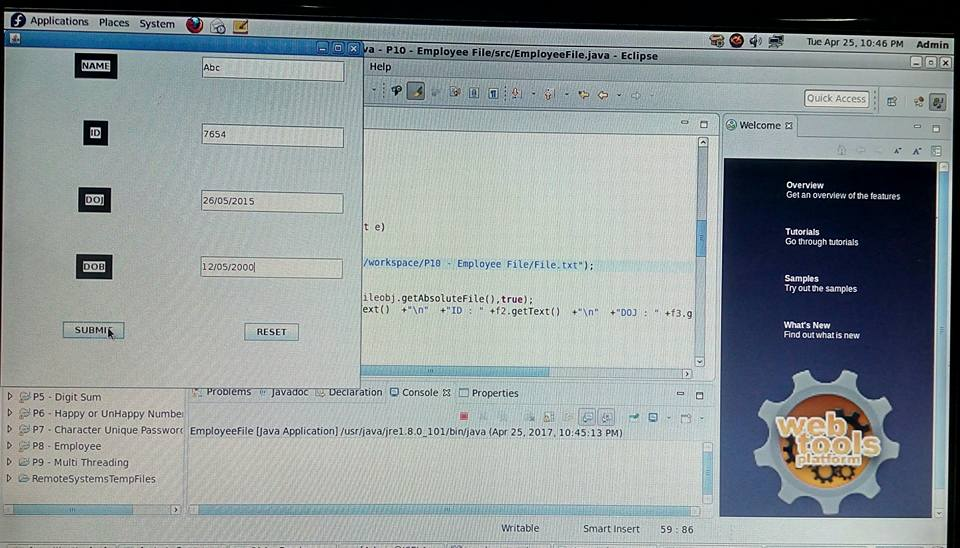 Applications Places System
Tue Apr 25, 10:46 PM Admin
va - P10 - Employee File/src/EmployeeFile.java - Eclipse
Help
Quick Access
NAME
Abc
ID
7654
DOJ
26/05/2015
DOB
12/05/2000
SUBMIT
RESET
t e)
/workspace/P10 - Employee File/File.txt");
ileobj.getAbsoluteFile(),true);
ext() +"\n" +"ID : " +f2.getText() +"\n" +"DOJ : " +f3.g
Welcome
Overview
Get an overview of the features
Tutorials
Go through tutorials
Samples
Try out the samples
What's New
Find out what is new
web
tools
platform
P5 - Digit Sum
P6 - Happy or UnHappy Number
P7 - Character Unique Password
P8 - Employee
P9 - Multi Threading
RemoteSystemsTempFiles
Problems Javadoc Declaration Console Properties
EmployeeFile [Java Application] /usr/java/jre1.8.0_101/bin/java (Apr 25, 2017, 10:45:13 PM)
Writable Smart Insert 59 : 86